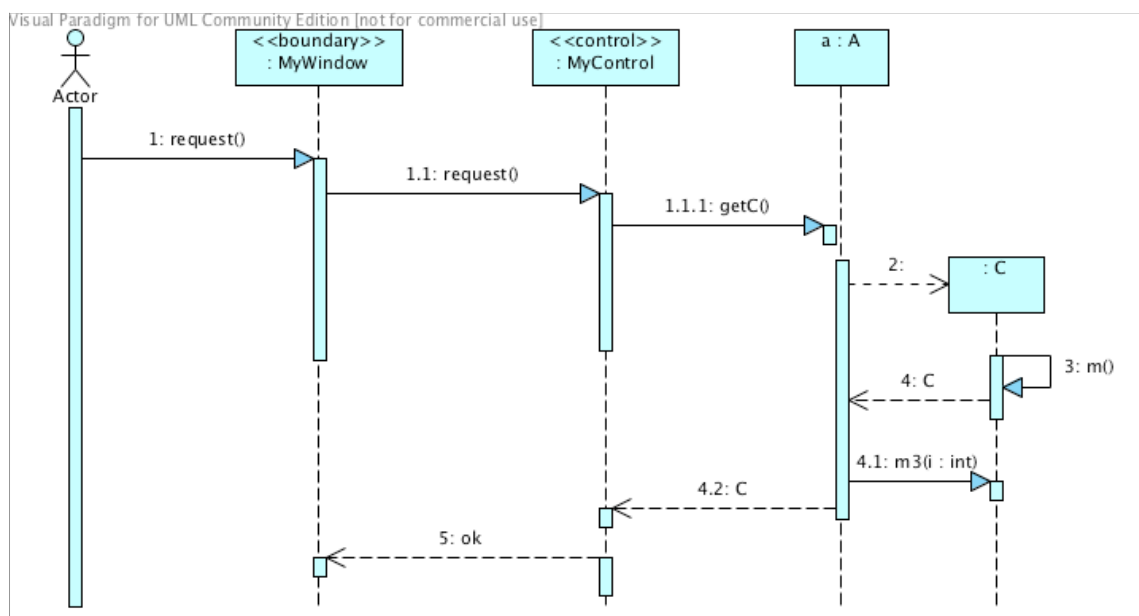 Visual Paradigm for UML Community Edition [not for commercial use]
Actor
<<boundary>>
: MyWindow
<<control>>
: MyControl
a : A
1: request()
1.1: request()
1.1.1: getC()
2:
: C
3: m()
4: C
4.1: m3(i : int)
4.2: C
5: ok